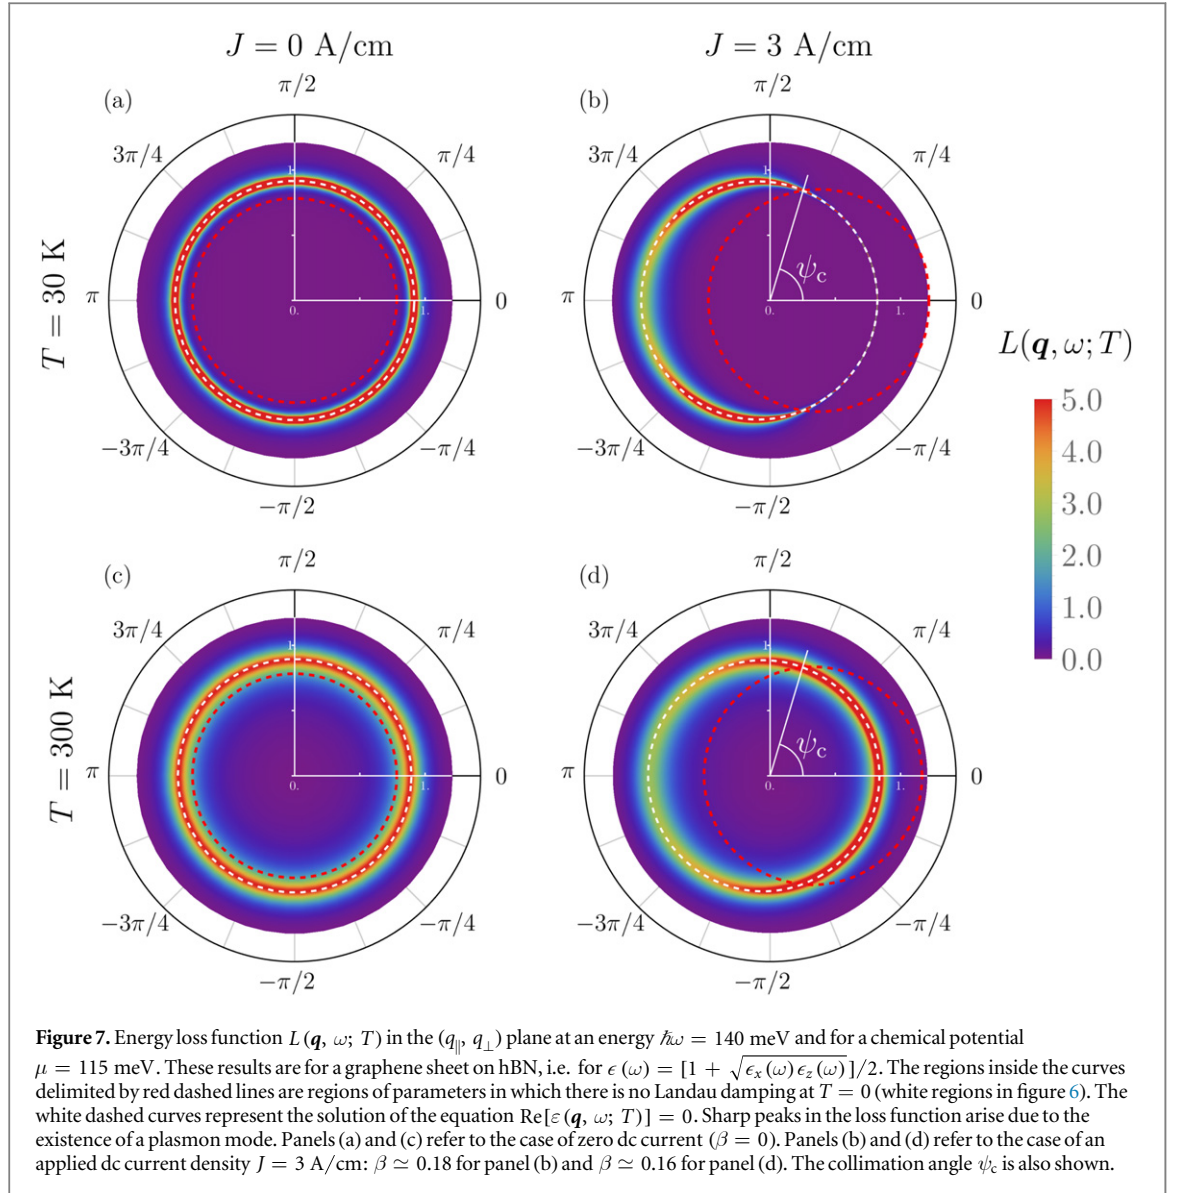 J = 0 A/cm
J = 3 A/cm
T = 30 K
(a)
π/2
3π/4
π/4
1.
π
0
0.
1.
−3π/4
−π/4
−π/2
(b)
π/2
3π/4
π/4
1.
ψc
π
0
0.
1.
−3π/4
−π/4
−π/2
L(q, ω; T)
5.0
4.0
3.0
2.0
1.0
0.0
T = 300 K
(c)
π/2
3π/4
π/4
1.
π
0
0.
1.
−3π/4
−π/4
−π/2
(d)
π/2
3π/4
π/4
1.
ψc
π
0
0.
1.
−3π/4
−π/4
−π/2
Figure 7. Energy loss function L(q, ω; T) in the (q∥, q⊥) plane at an energy ℏω = 140 meV and for a chemical potential
μ = 115 meV. These results are for a graphene sheet on hBN, i.e. for ϵ(ω) = [1 + √ϵx(ω)ϵz(ω)]/2. The regions inside the curves
delimited by red dashed lines are regions of parameters in which there is no Landau damping at T = 0 (white regions in figure 6). The
white dashed curves represent the solution of the equation Re[ε(q, ω; T)] = 0. Sharp peaks in the loss function arise due to the
existence of a plasmon mode. Panels (a) and (c) refer to the case of zero dc current (β = 0). Panels (b) and (d) refer to the case of an
applied dc current density J = 3 A/cm: β ≃ 0.18 for panel (b) and β ≃ 0.16 for panel (d). The collimation angle ψc is also shown.